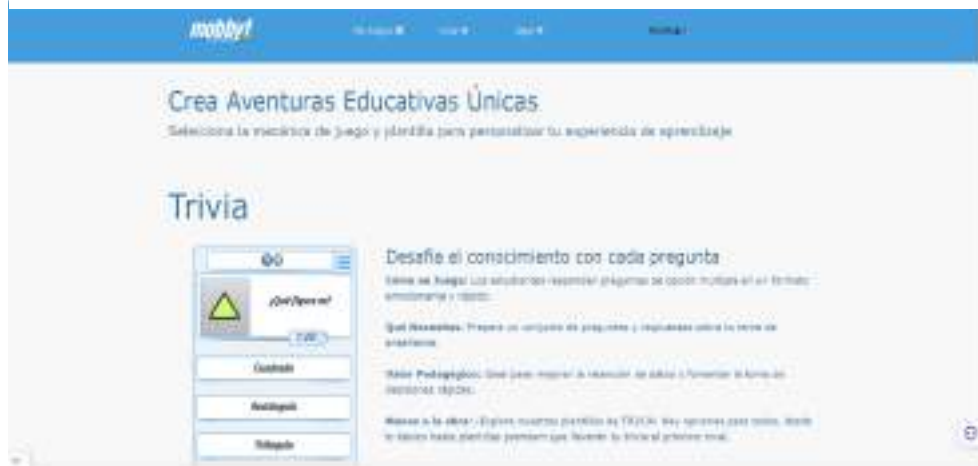 mobbyt
Crea Aventuras Educativas Únicas
Selecciona la mecánica de juego y plantilla para personalizar tu experiencia de aprendizaje
Trivia
Desafíe el conocimiento con cada pregunta
Cómo se Juega: Los estudiantes responden preguntas de opción múltiple en un formato
emocionante y rápido.
¿Qué figura es?
Qué Necesitas: Prepara un conjunto de preguntas y respuestas sobre tu tema de
enseñanza.
Cuadrado
Valor Pedagógico: Ideal para mejorar la retención de datos y fomentar la toma de
decisiones rápidas.
Rectángulo
Manos a la obra: Explora nuestras plantillas de TRIVIA. Hay opciones para todos, desde
lo básico hasta plantillas premium que llevarán tu trivia al próximo nivel.
Triángulo